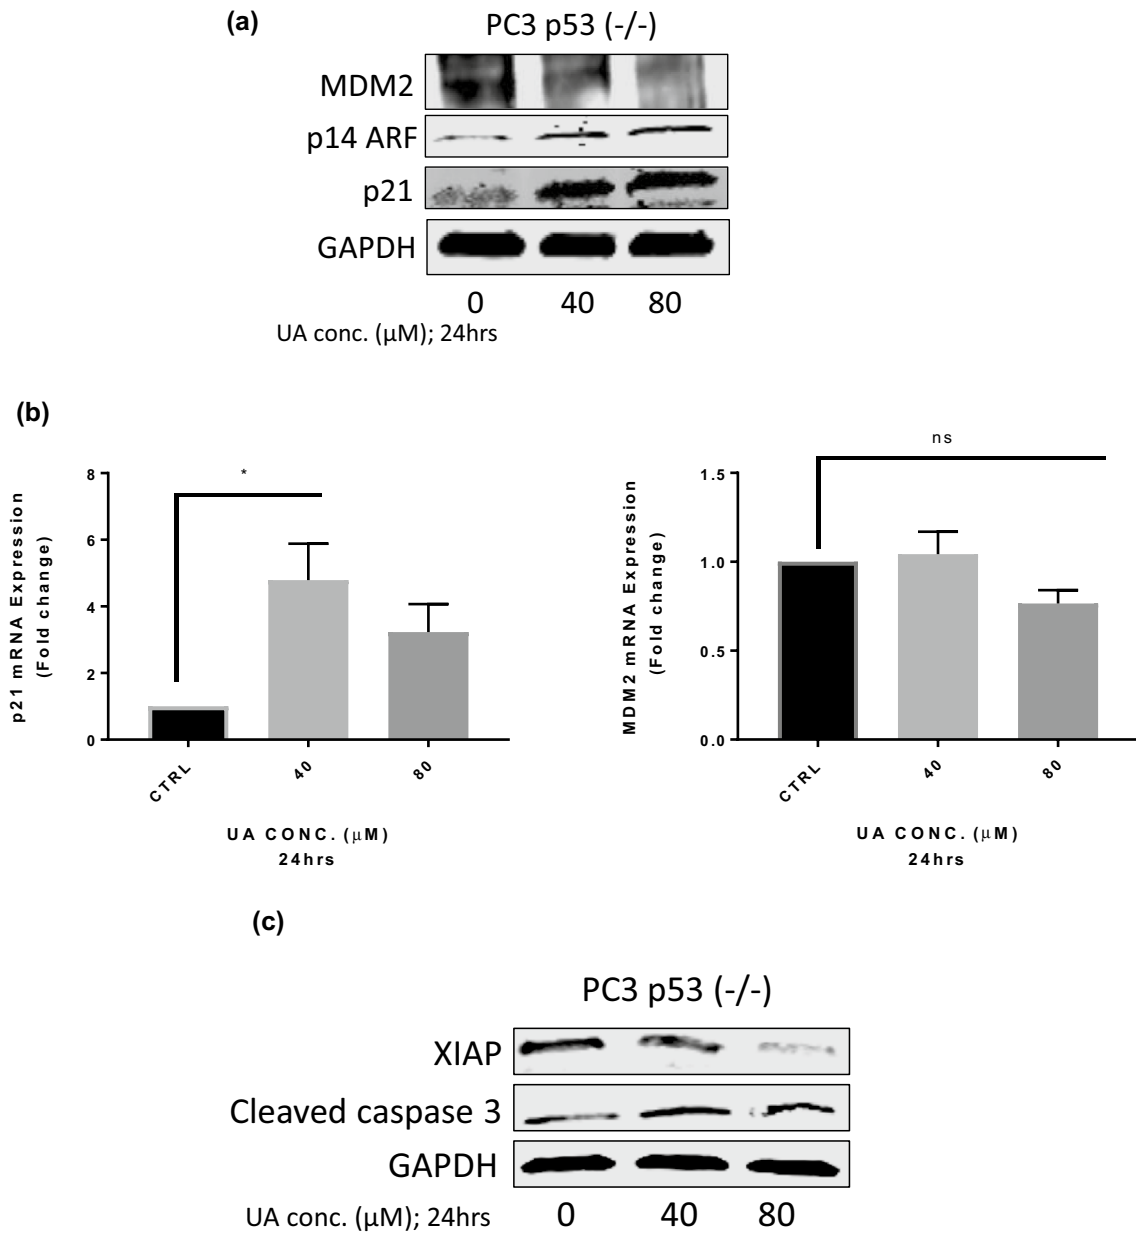 (a)
PC3 p53 (-/-)
MDM2
p14 ARF
p21
GAPDH
0 40 80
UA conc. (μM); 24hrs
(b)
p21 mRNA Expression
(Fold change)
8
6
4
2
0
*
CTRL 40 80
UA CONC. (μM)
24hrs
MDM2 mRNA Expression
(Fold change)
1.5
1.0
0.5
0.0
ns
CTRL 40 80
UA CONC. (μM)
24hrs
(c)
PC3 p53 (-/-)
XIAP
Cleaved caspase 3
GAPDH
UA conc. (μM); 24hrs 0 40 80